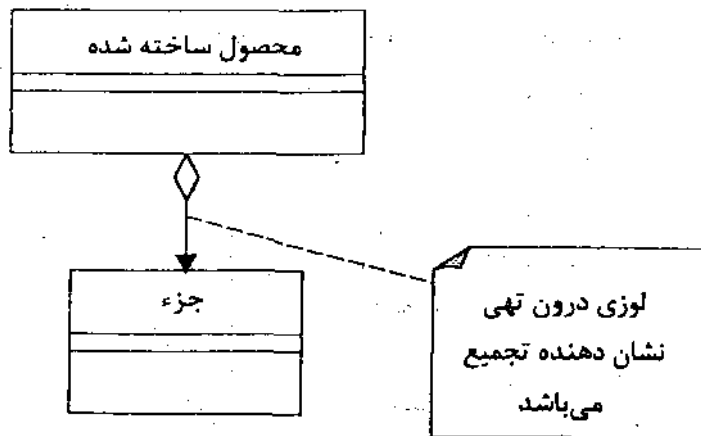 محصول ساخته شده
جزء
لوزی درون تهی
نشان دهنده تجمیع
می‌باشد